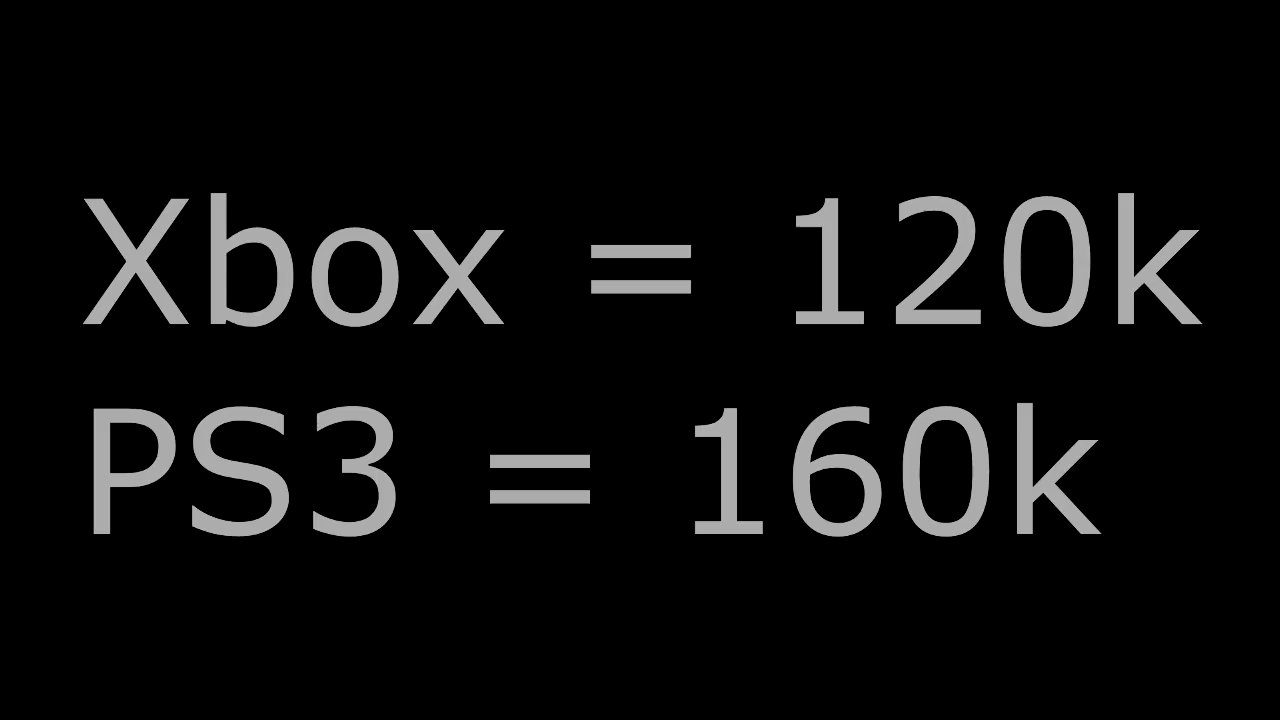 Xbox = 120k
PS3 = 160k